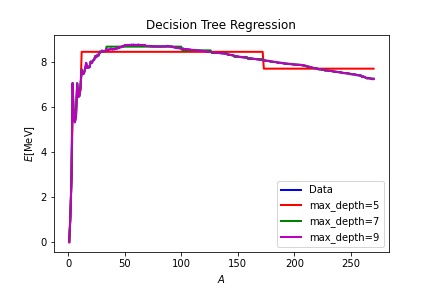 Decision Tree Regression
E[MeV]
8
6
4
2
0
0 50 100 150 200 250
A
Data
max_depth=5
max_depth=7
max_depth=9